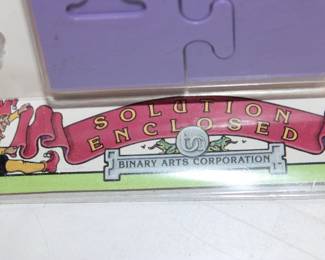 SOLUTION
ENCLOSED
S
BINARY ARTS CORPORATION